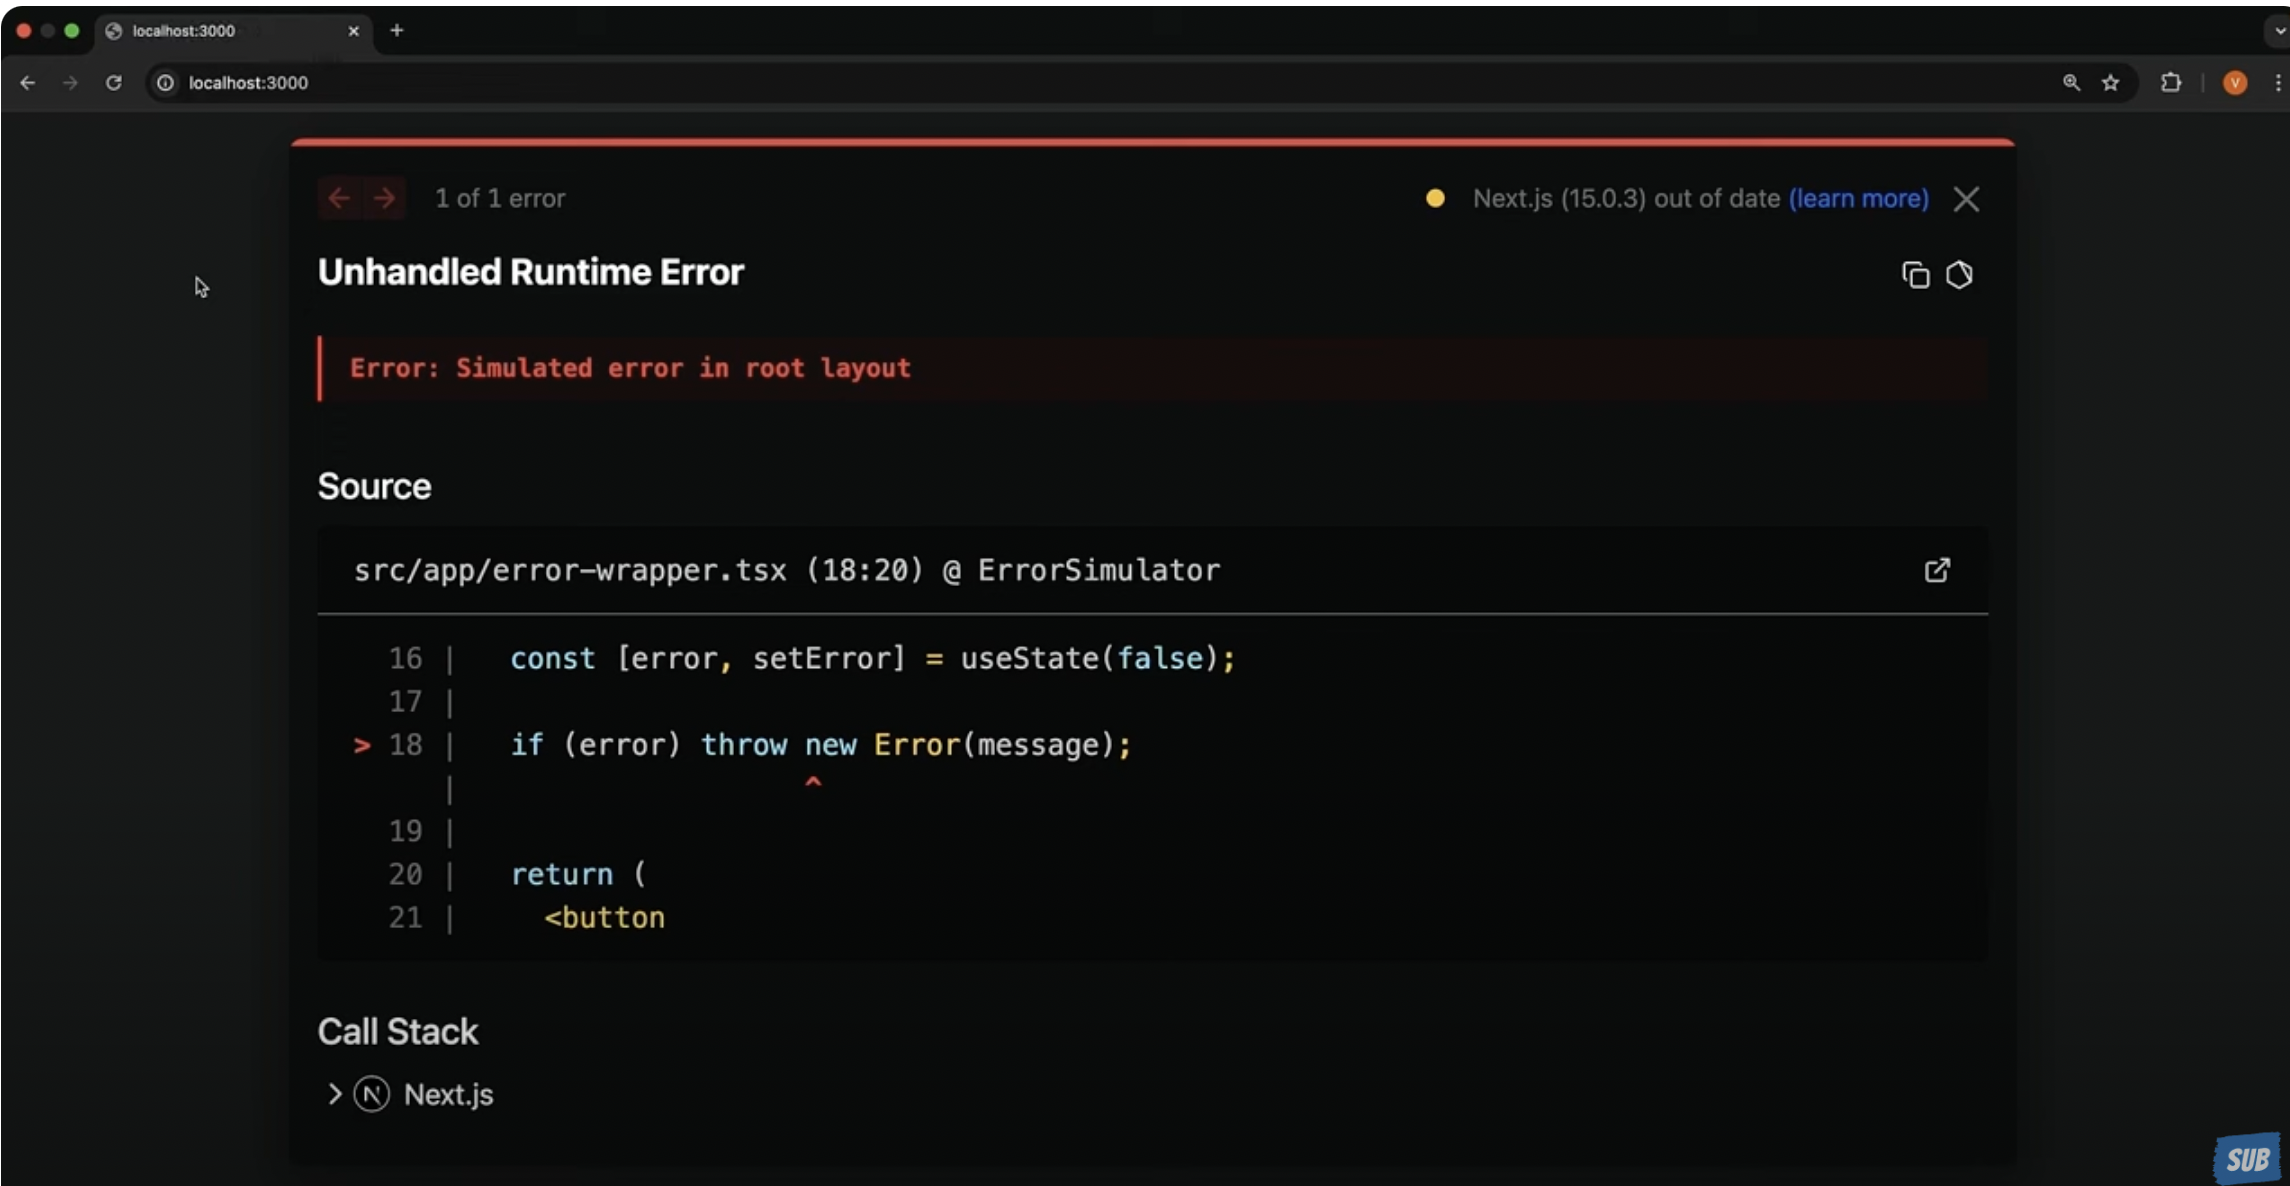 localhost:3000
localhost:3000
V
1 of 1 error
Next.js (15.0.3) out of date (learn more)
Unhandled Runtime Error
Error: Simulated error in root layout
Source
src/app/error-wrapper.tsx (18:20) @ ErrorSimulator
16 |   const [error, setError] = useState(false);
17 |
> 18 |   if (error) throw new Error(message);
|                    ^
19 |
20 |   return (
21 |     <button
Call Stack
N Next.js
SUB